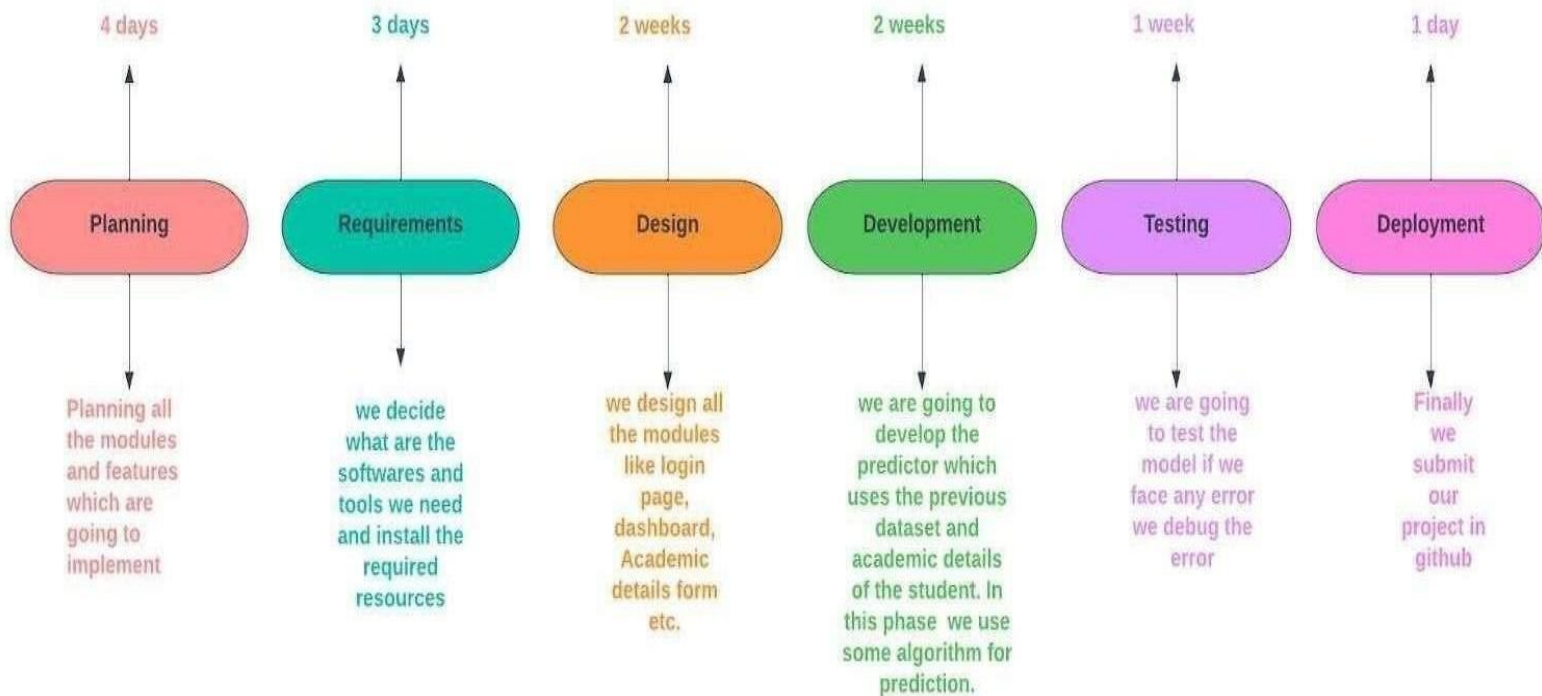 4 days
3 days
2 weeks
2 weeks
1 week
1 day
Planning
Requirements
Design
Development
Testing
Deployment
Planning all
the modules
and features
which are
going to
implement
we decide
what are the
softwares and
tools we need
and install the
required
resources
we design all
the modules
like login
page,
dashboard,
Academic
details form
etc.
we are going to
develop the
predictor which
uses the previous
dataset and
academic details
of the student. In
this phase we use
some algorithm for
prediction.
we are going
to test the
model if we
face any error
we debug the
error
Finally
we
submit
our
project in
github